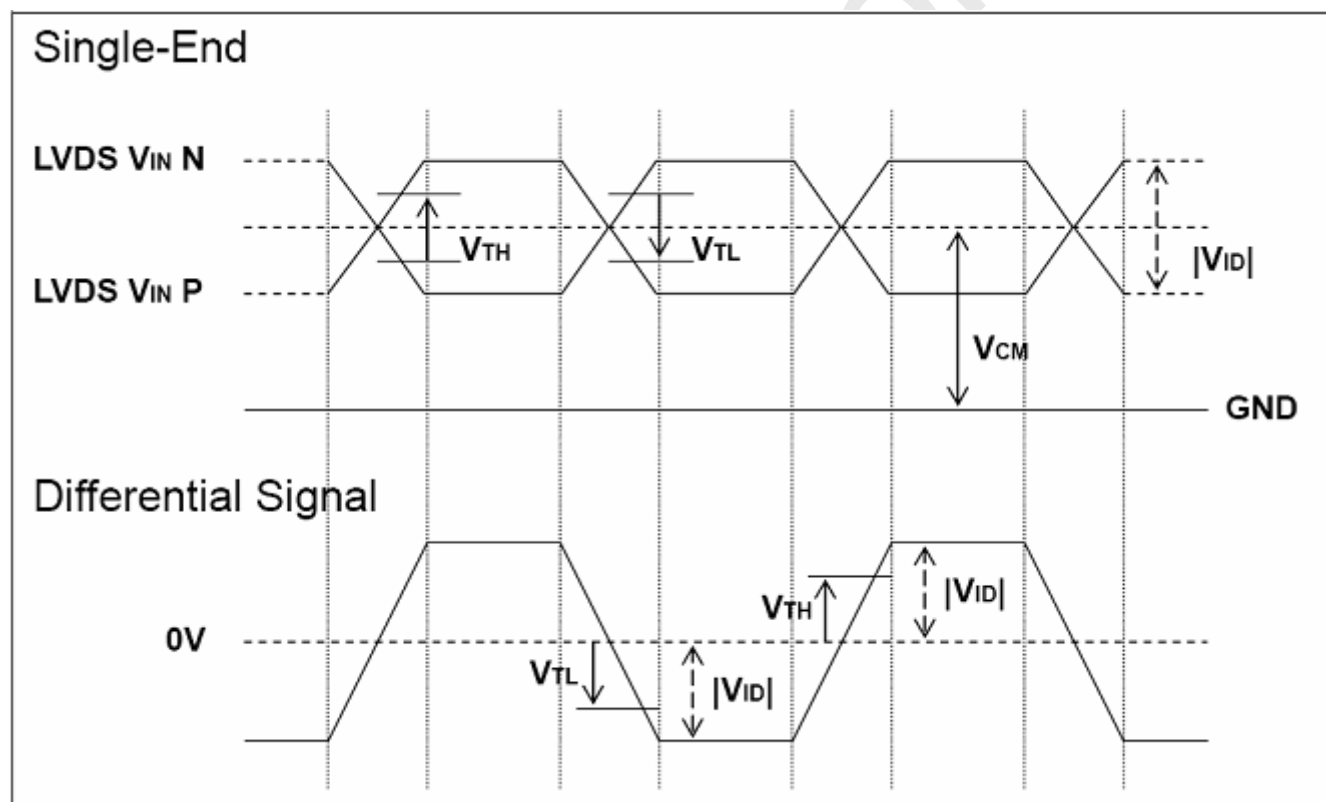 Single-End
LVDS VIN N
VTH
VTL
|VID|
LVDS VIN P
VCM
GND
Differential Signal
VTH
|VID|
0V
VTL
|VID|